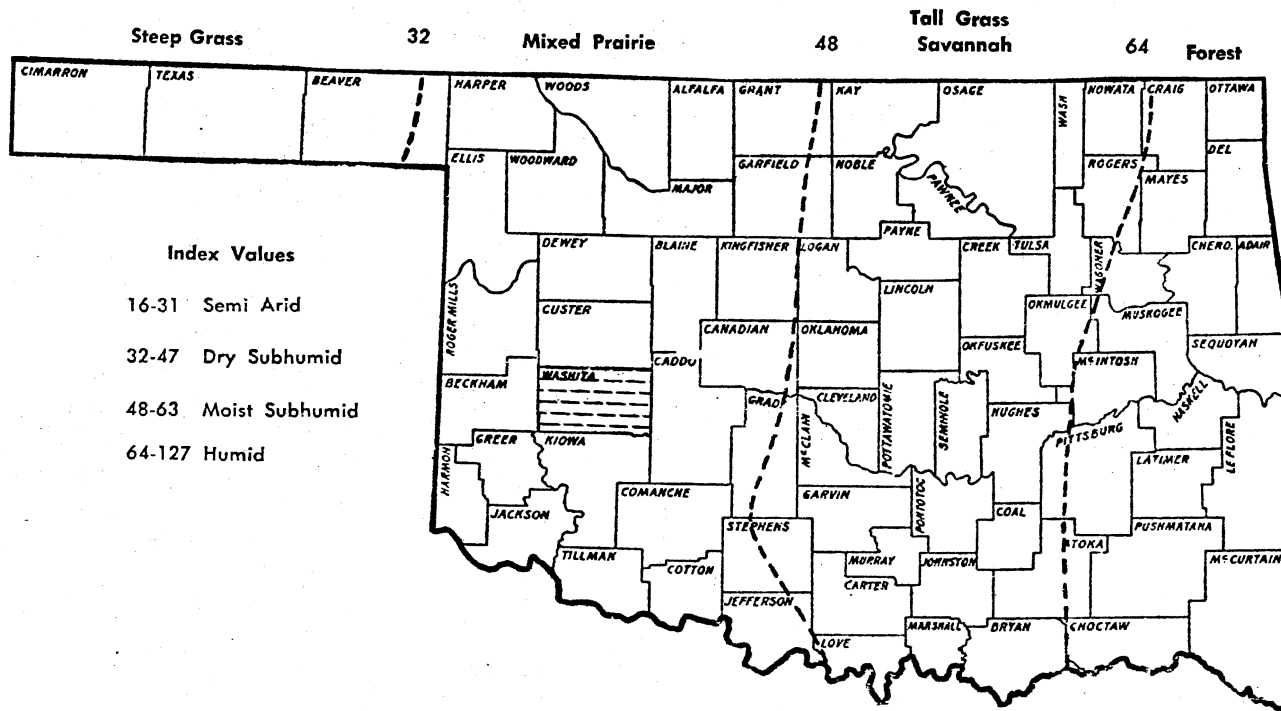 Tall Grass
Steep Grass 32 Mixed Prairie 48 Savannah 64 Forest
CIMARRON TEXAS BEAVER HARPER WOODS ALFALFA GRANT KAY OSAGE WASH NOWATA CRAIG OTTAWA
ELLIS WOODWARD MAJOR GARFIELD NOBLE PAWNEE ROGERS MAYES DEL
DEWEY BLAINE KINGFISHER LOGAN PAYNE CREEK TULSA WAGONER CHERO. ADAIR
Index Values
16-31 Semi Arid
32-47 Dry Subhumid
48-63 Moist Subhumid
64-127 Humid
ROGER MILLS CUSTER CANADIAN OKLAHOMA LINCOLN OKMULGEE MUSKOGEE
BECKHAM WASHITA CADDO GRADY CLEVELAND OKFUSKEE McINTOSH SEQUOYAH
HARMON GREER KIOWA McCLAIN POTTAWATOMIE SEMINOLE HUGHES PITTSBURG HASKELL LE FLORE
JACKSON COMANCHE GARVIN PONTOTOC COAL LATIMER
TILLMAN COTTON STEPHENS MURRAY JOHNSTON ATOKA PUSHMATAHA McCURTAIN
JEFFERSON CARTER
LOVE MARSHALL BRYAN CHOCTAW